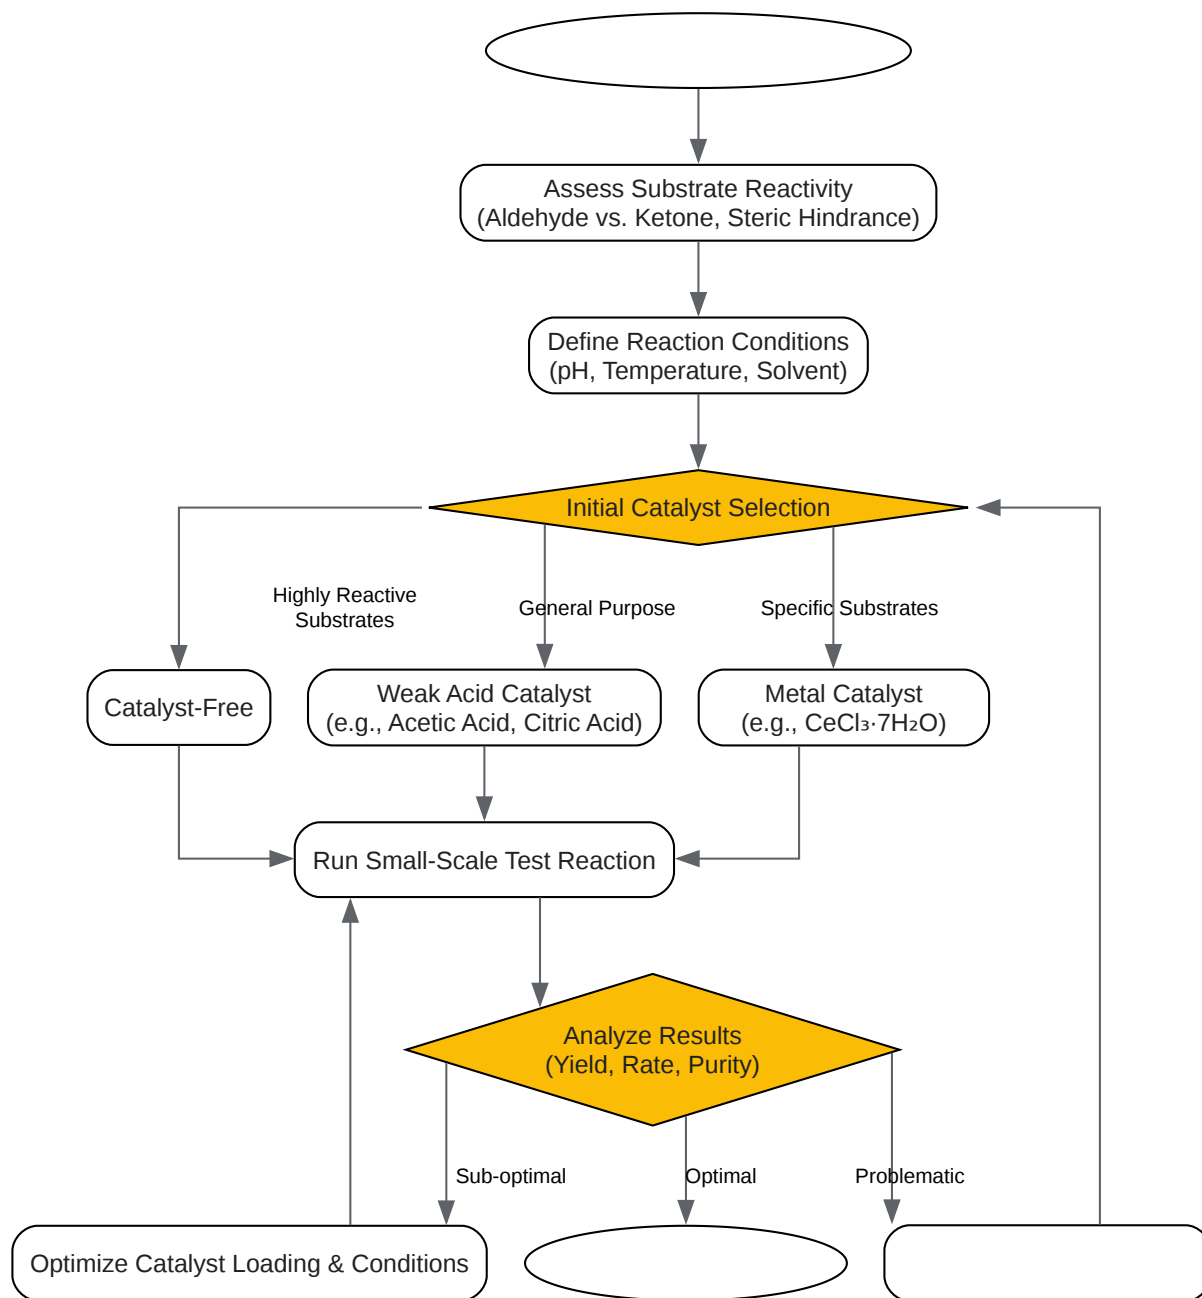 Assess Substrate Reactivity
(Aldehyde vs. Ketone, Steric Hindrance)
Define Reaction Conditions
(pH, Temperature, Solvent)
Initial Catalyst Selection
Highly Reactive
Substrates
General Purpose
Specific Substrates
Catalyst-Free
Weak Acid Catalyst
(e.g., Acetic Acid, Citric Acid)
Metal Catalyst
(e.g., CeCl₃·7H₂O)
Run Small-Scale Test Reaction
Analyze Results
(Yield, Rate, Purity)
Sub-optimal
Optimal
Problematic
Optimize Catalyst Loading & Conditions